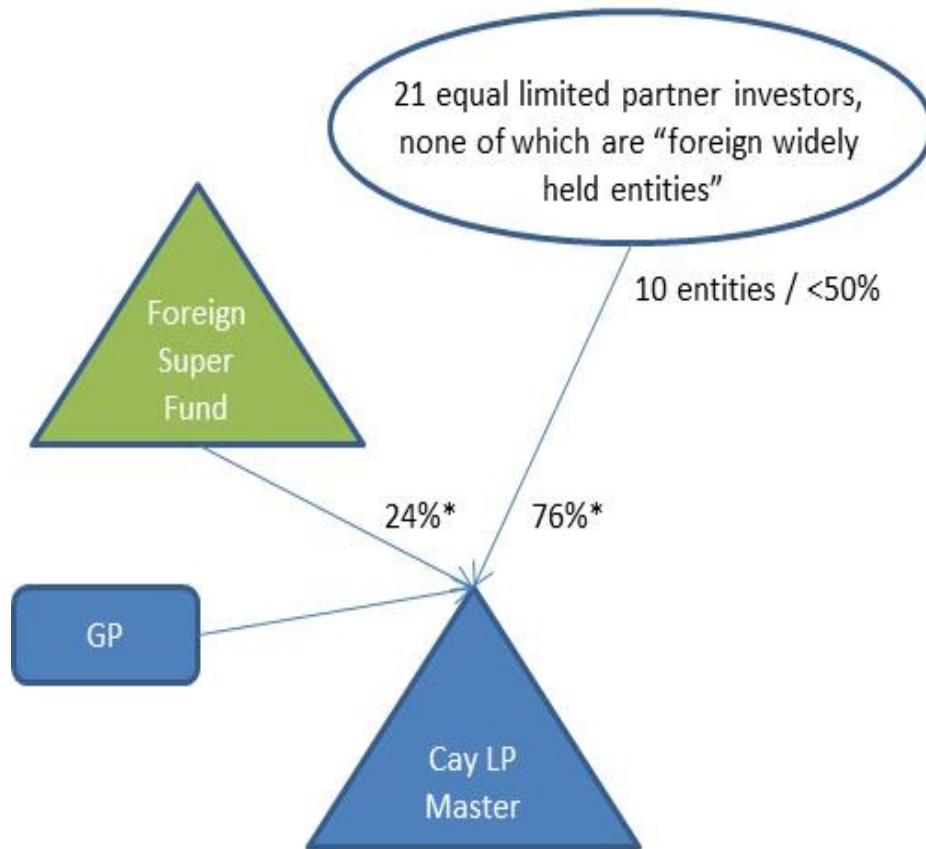 21 equal limited partner investors,
none of which are “foreign widely
held entities”
10 entities / <50%
Foreign
Super
Fund
24%*
76%*
GP
Cay LP
Master